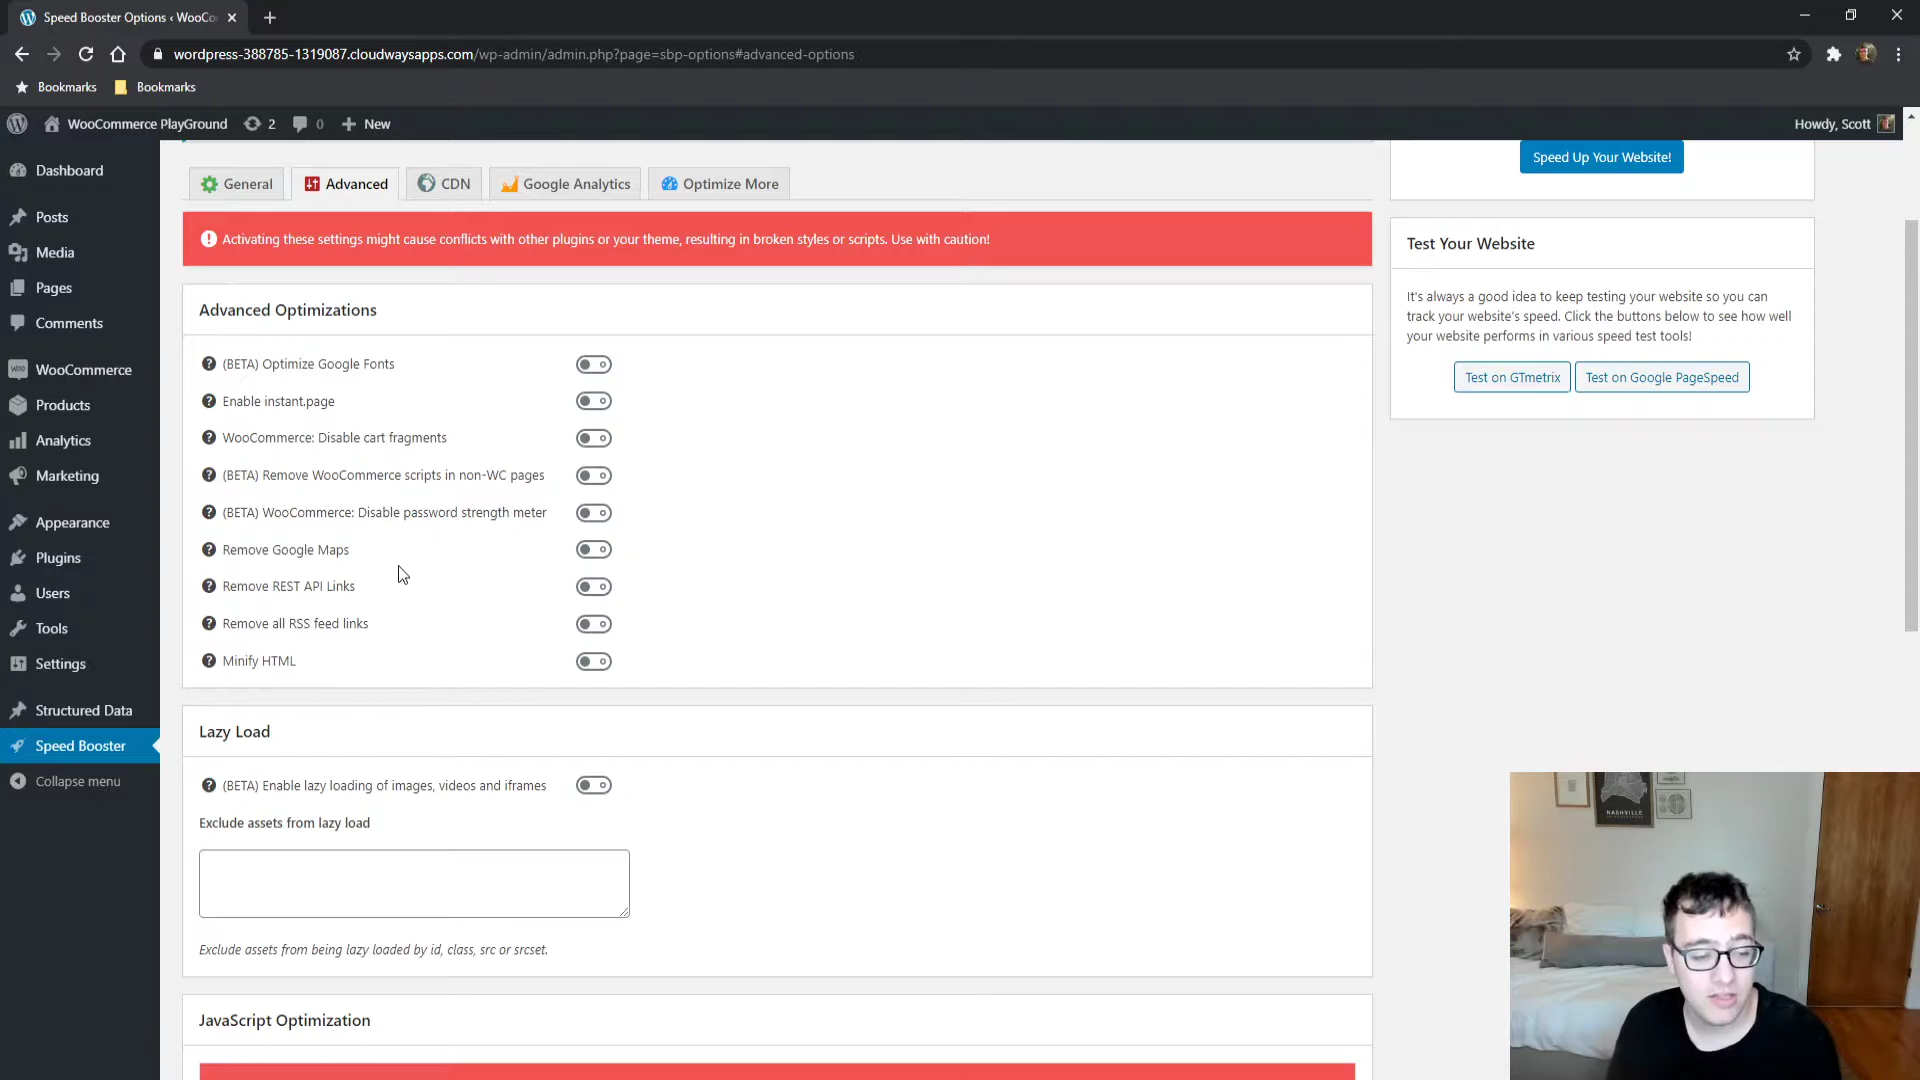 Speed Booster Options ‹ WooCo
wordpress-388785-1319087.cloudwaysapps.com/wp-admin/admin.php?page=sbp-options#advanced-options
Bookmarks
Bookmarks
WooCommerce PlayGround
2
0
New
Howdy, Scott
Dashboard
Posts
Media
Pages
Comments
WooCommerce
Products
Analytics
Marketing
Appearance
Plugins
Users
Tools
Settings
Structured Data
Speed Booster
Collapse menu
General
Advanced
CDN
Google Analytics
Optimize More
Activating these settings might cause conflicts with other plugins or your theme, resulting in broken styles or scripts. Use with caution!
Advanced Optimizations
(BETA) Optimize Google Fonts
Enable instant.page
WooCommerce: Disable cart fragments
(BETA) Remove WooCommerce scripts in non-WC pages
(BETA) WooCommerce: Disable password strength meter
Remove Google Maps
Remove REST API Links
Remove all RSS feed links
Minify HTML
Lazy Load
(BETA) Enable lazy loading of images, videos and iframes
Exclude assets from lazy load
Exclude assets from being lazy loaded by id, class, src or srcset.
JavaScript Optimization
Speed Up Your Website!
Test Your Website
It's always a good idea to keep testing your website so you can
track your website's speed. Click the buttons below to see how well
your website performs in various speed test tools!
Test on GTmetrix
Test on Google PageSpeed
NASHVILLE